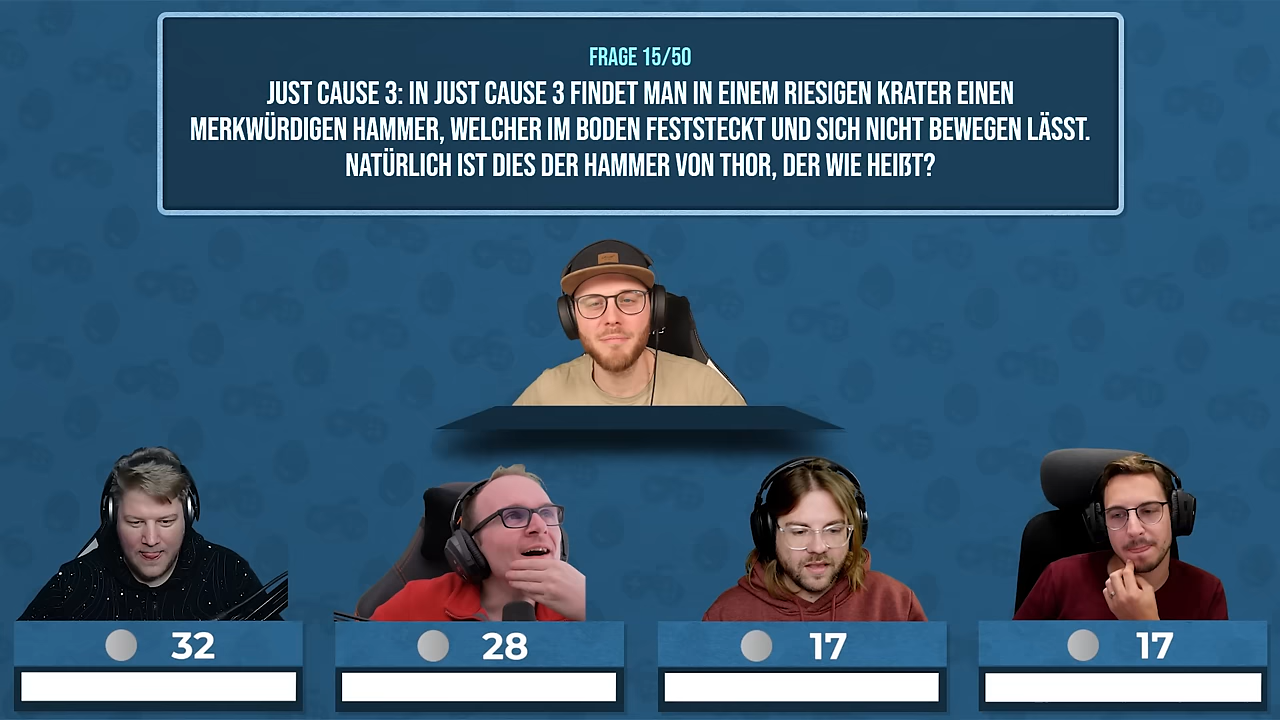 FRAGE 15/50
JUST CAUSE 3: IN JUST CAUSE 3 FINDET MAN IN EINEM RIESIGEN KRATER EINEN
MERKWÜRDIGEN HAMMER, WELCHER IM BODEN FESTSTECKT UND SICH NICHT BEWEGEN LÄSST.
NATÜRLICH IST DIES DER HAMMER VON THOR, DER WIE HEIßT?
32
28
17
17